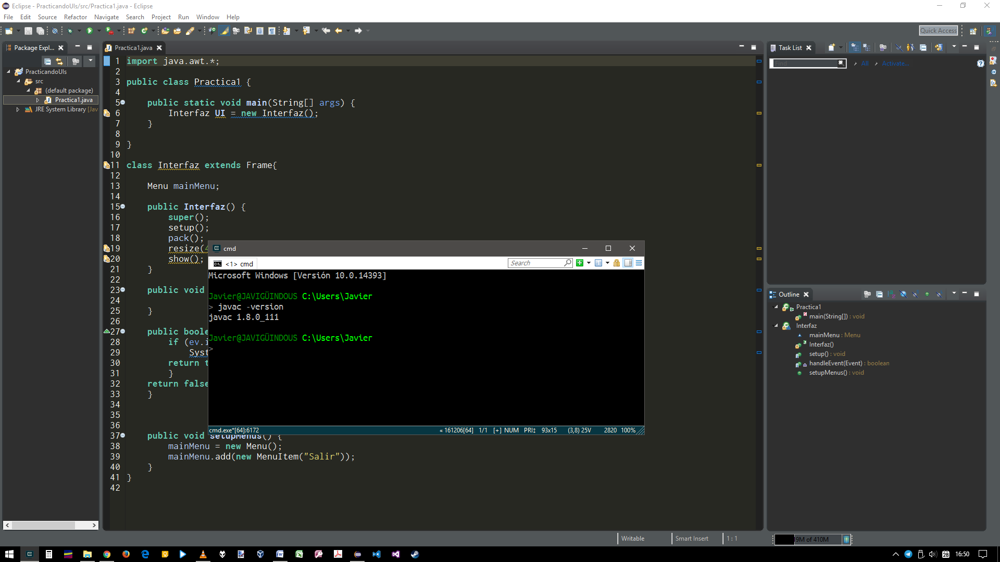 Eclipse - PracticandoUIs/src/Practica1.java - Eclipse
File Edit Source Refactor Navigate Search Project Run Window Help
Quick Access
Package Expl...
PracticandoUIs
src
(default package)
Practica1.java
JRE System Library [Jav
Practica1.java
1 import java.awt.*;
2
3 public class Practica1 {
4
5 public static void main(String[] args) {
6 Interfaz UI = new Interfaz();
7 }
8
9 }
10
11 class Interfaz extends Frame{
12
13 Menu mainMenu;
14
15 public Interfaz() {
16 super();
17 setup();
18 pack();
19 resize(
20 show();
21 }
22
23 public void
24
25 }
26
27 public boole
28 if (ev.i
29 Syst
30 return t
31 }
32 return false
33 }
34
35
36
37 public void setupMenus() {
38 mainMenu = new Menu();
39 mainMenu.add(new MenuItem("Salir"));
40 }
41 }
42
cmd
<1> cmd
Search
Microsoft Windows [Versión 10.0.14393]
Javier@JAVIGÜINDOUS C:\Users\Javier
> javac -version
javac 1.8.0_111
Javier@JAVIGÜINDOUS C:\Users\Javier
>
cmd.exe*[64]:6172 « 161206[64] 1/1 [+] NUM PRI↕ 93x15 (3,8) 25V 2820 100%
Task List
Find All Activate...
Outline
Practica1
main(String[]) : void
Interfaz
mainMenu : Menu
Interfaz()
setup() : void
handleEvent(Event) : boolean
setupMenus() : void
Writable Smart Insert 1 : 1 19M of 410M
28 16:50